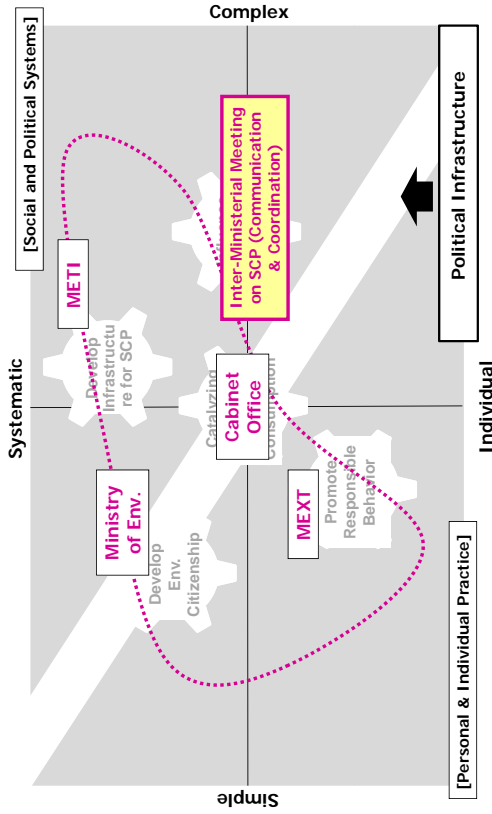 Systematic
[Social and Political Systems]
METI
Ministry
of Env.
Develop
Infrastructu
re for SCP
Develop
Env.
Citizenship
Simple
Complex
Catalyzing
Consumption
Cabinet
Office
Inter-Ministerial Meeting
on SCP (Communication
& Coordination)
MEXT
Promote
Responsible
Behavior
[Personal & Individual Practice]
Individual
Political Infrastructure